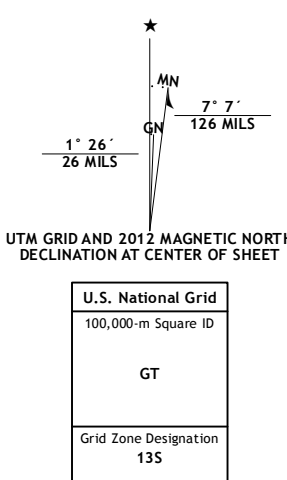 ★
MN
GN
7° 7´
126 MILS
1° 26´
26 MILS
UTM GRID AND 2012 MAGNETIC NORTH
DECLINATION AT CENTER OF SHEET
U.S. National Grid
100,000-m Square ID
GT
Grid Zone Designation
13S